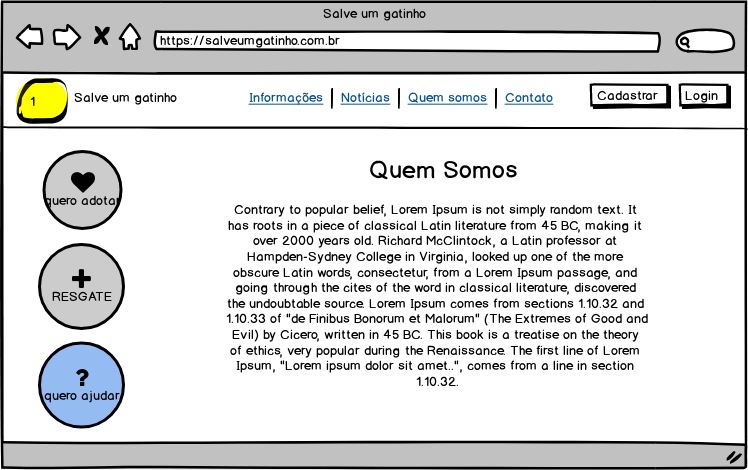 Salve um gatinho
https://salveumgatinho.com.br
1
Salve um gatinho
Informações
Notícias
Quem somos
Contato
Cadastrar
Login
quero adotar
RESGATE
?
quero ajudar
Quem Somos
Contrary to popular belief, Lorem Ipsum is not simply random text. It
has roots in a piece of classical Latin literature from 45 BC, making it
over 2000 years old. Richard McClintock, a Latin professor at
Hampden-Sydney College in Virginia, looked up one of the more
obscure Latin words, consectetur, from a Lorem Ipsum passage, and
going through the cites of the word in classical literature, discovered
the undoubtable source. Lorem Ipsum comes from sections 1.10.32 and
1.10.33 of "de Finibus Bonorum et Malorum" (The Extremes of Good and
Evil) by Cicero, written in 45 BC. This book is a treatise on the theory
of ethics, very popular during the Renaissance. The first line of Lorem
Ipsum, "Lorem ipsum dolor sit amet..", comes from a line in section
1.10.32.